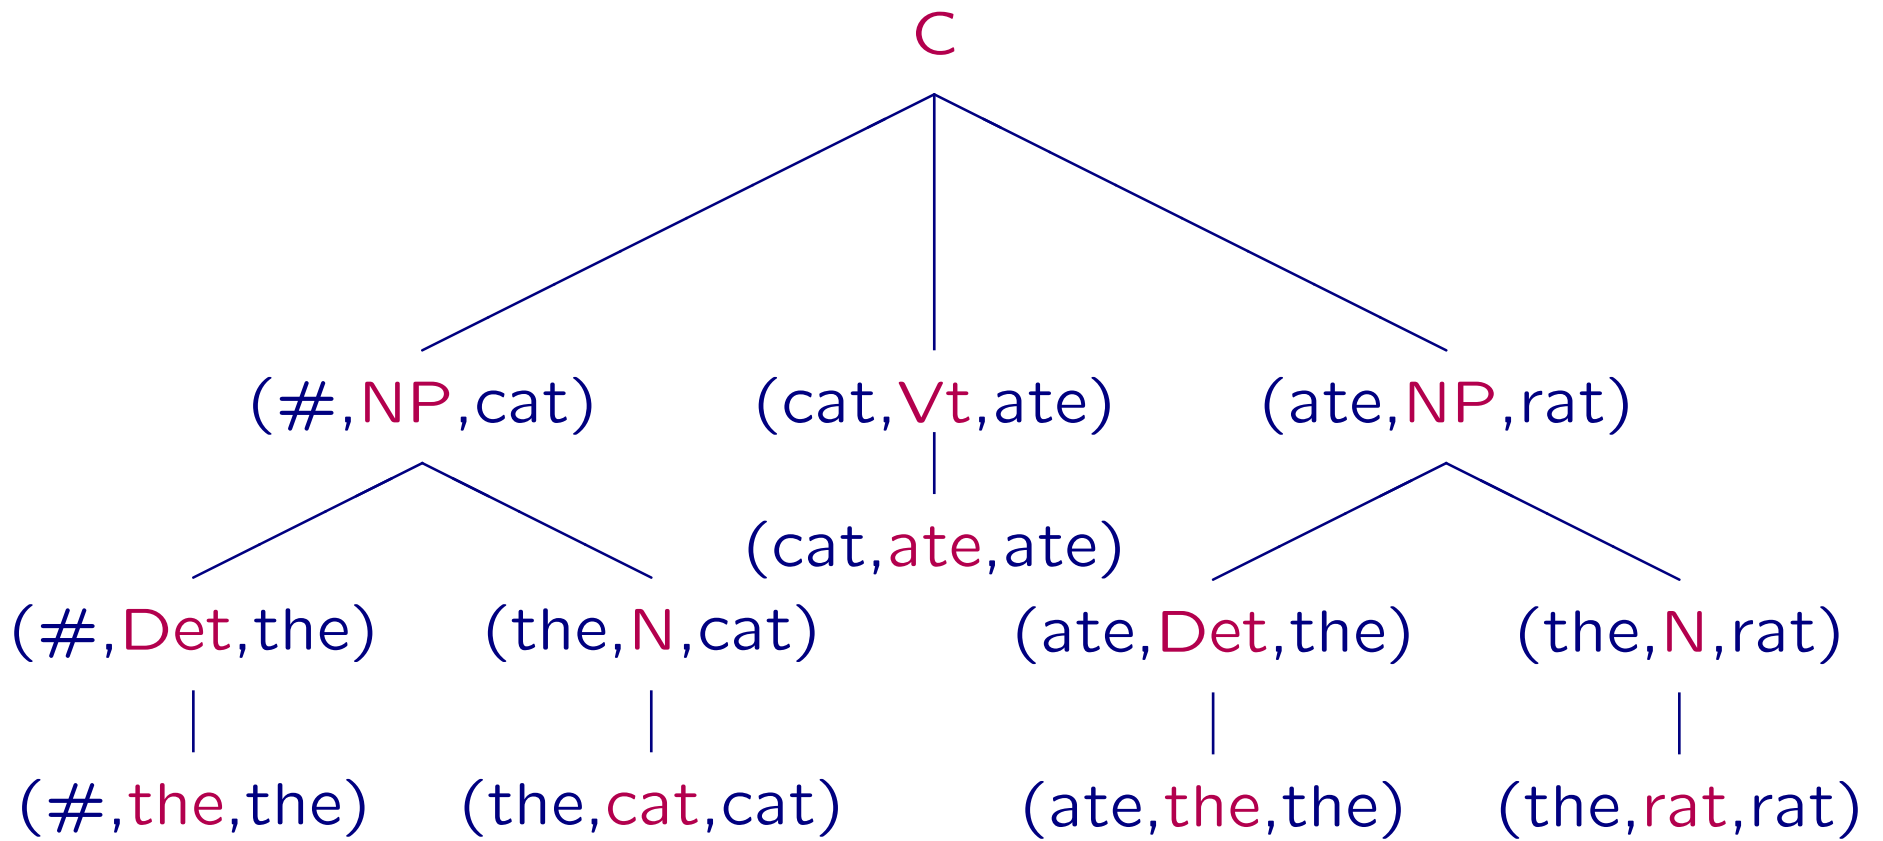 C
(#,NP,cat) (cat,Vt,ate) (ate,NP,rat)
(cat,ate,ate)
(#,Det,the) (the,N,cat) (ate,Det,the) (the,N,rat)
(#,the,the) (the,cat,cat) (ate,the,the) (the,rat,rat)